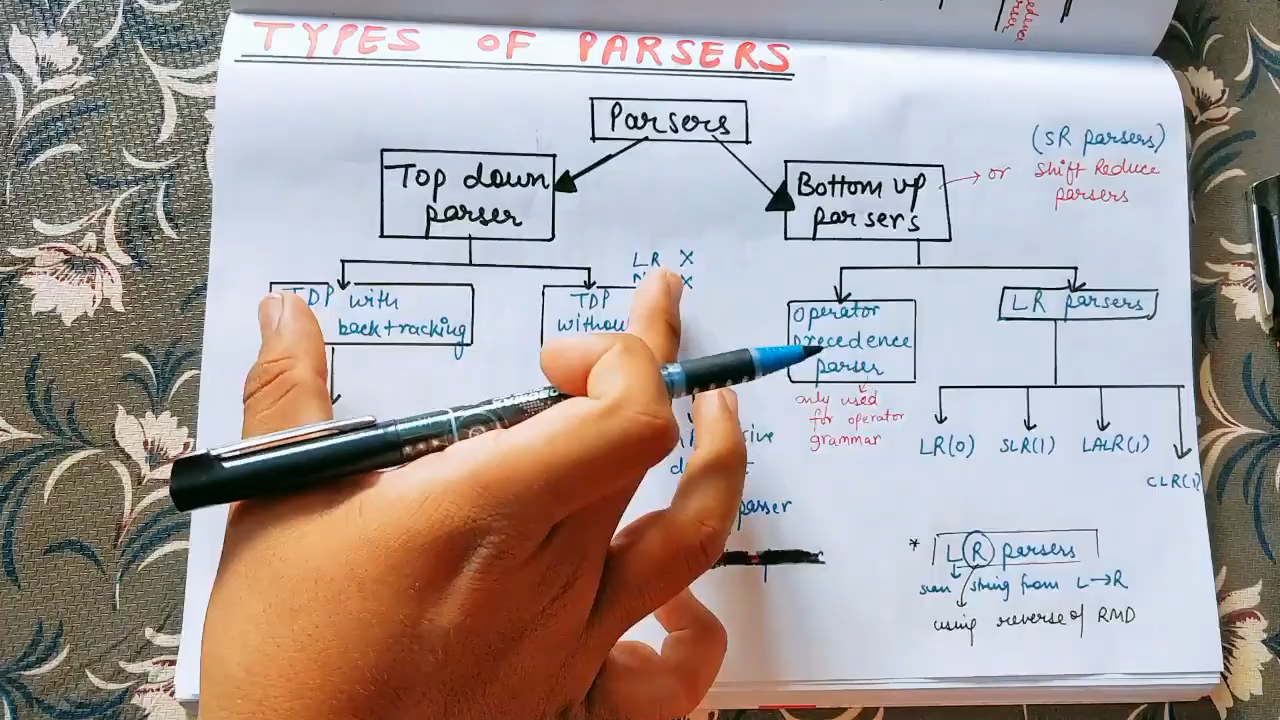 TYPES OF PARSERS
Parsers
Top down
parser
Bottom up
parsers
or
(SR parsers)
Shift Reduce
parsers
TDP with
backtracking
TDP
LR X
X
Operator
precedence
parser
only used
for operator
grammar
LR parsers
LR(0)
SLR(1)
LALR(1)
CLR(1)
parser
* LR parsers
scan string from L→R
using reverse of RMD